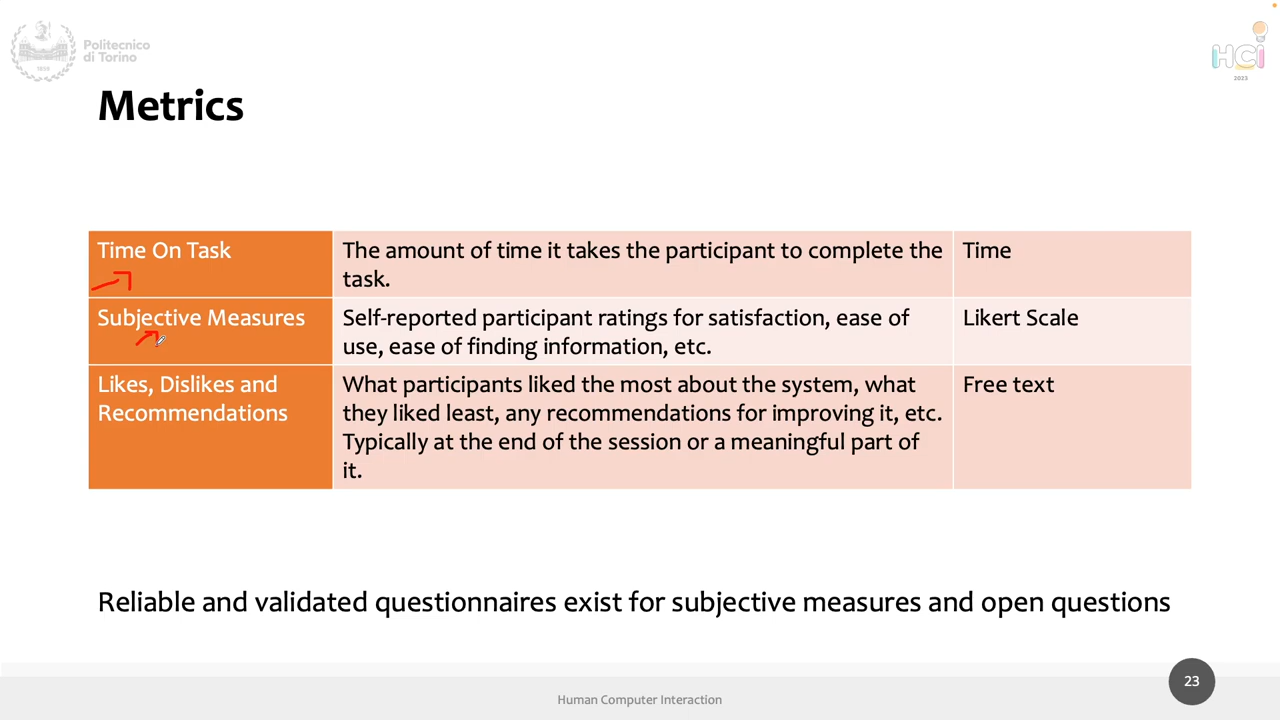 Politecnico
di Torino
1859
HCI
2023
Metrics
Time On Task
The amount of time it takes the participant to complete the
task.
Time
Subjective Measures
Self-reported participant ratings for satisfaction, ease of
use, ease of finding information, etc.
Likert Scale
Likes, Dislikes and
Recommendations
What participants liked the most about the system, what
they liked least, any recommendations for improving it, etc.
Typically at the end of the session or a meaningful part of
it.
Free text
Reliable and validated questionnaires exist for subjective measures and open questions
Human Computer Interaction
23